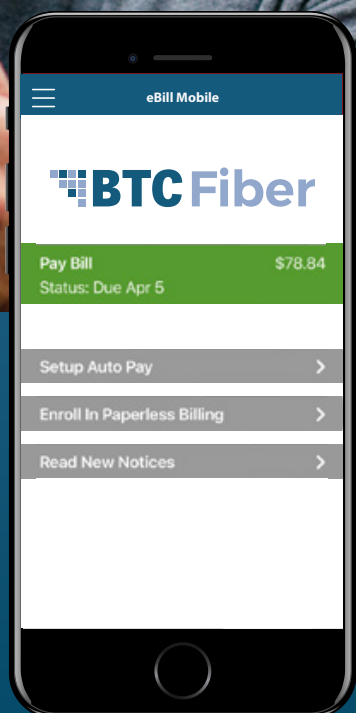 eBill Mobile
BTC Fiber
Pay Bill $78.84
Status: Due Apr 5
Setup Auto Pay
Enroll In Paperless Billing
Read New Notices